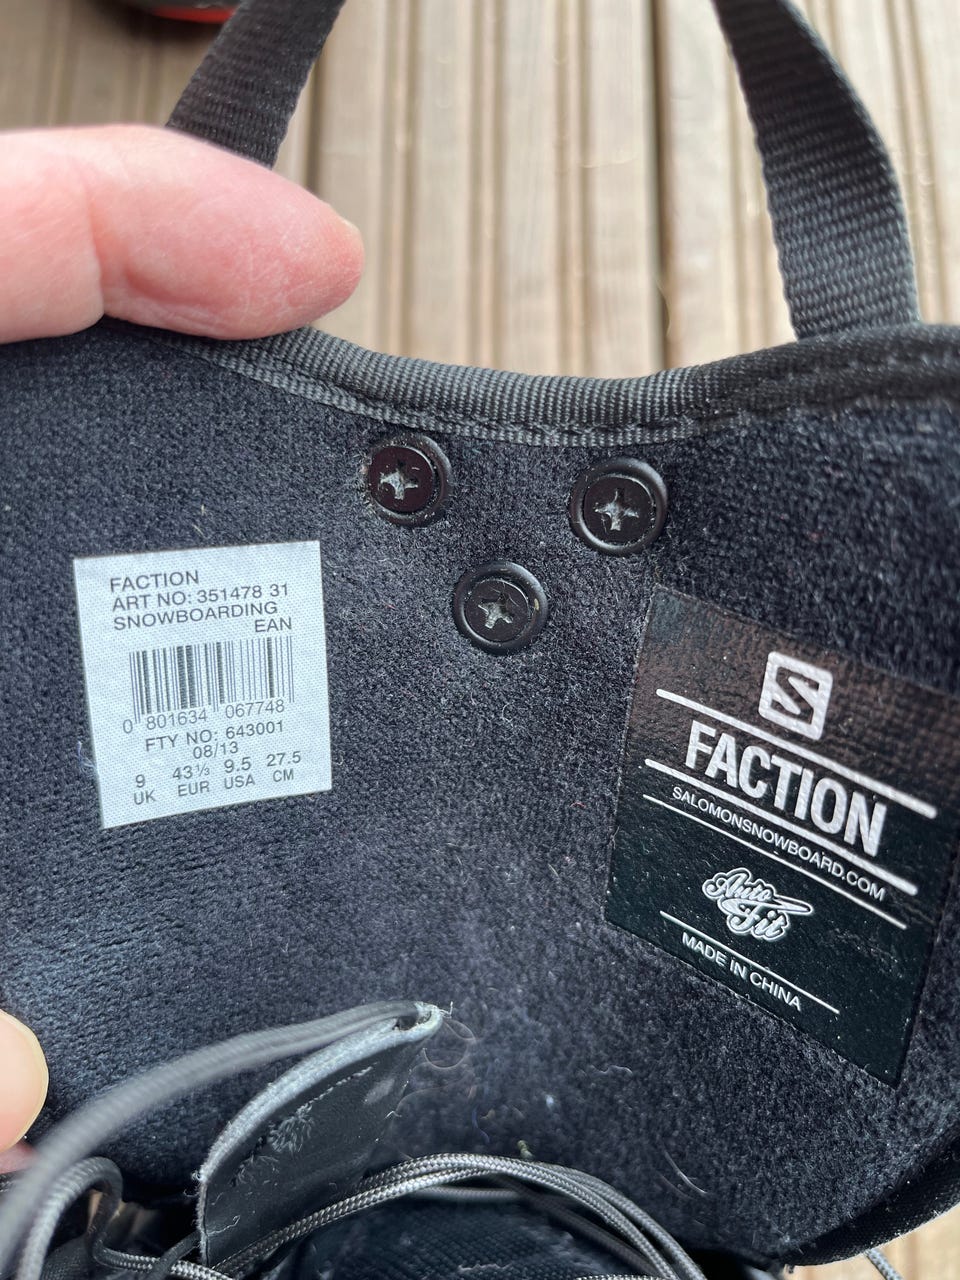 FACTION
ART NO: 351478 31
SNOWBOARDING
EAN
0 801634 067748
FTY NO: 643001
08/13
9 43⅓ 9.5 27.5
UK EUR USA CM
S
FACTION
SALOMONSNOWBOARD.COM
Auto
Fit
MADE IN CHINA